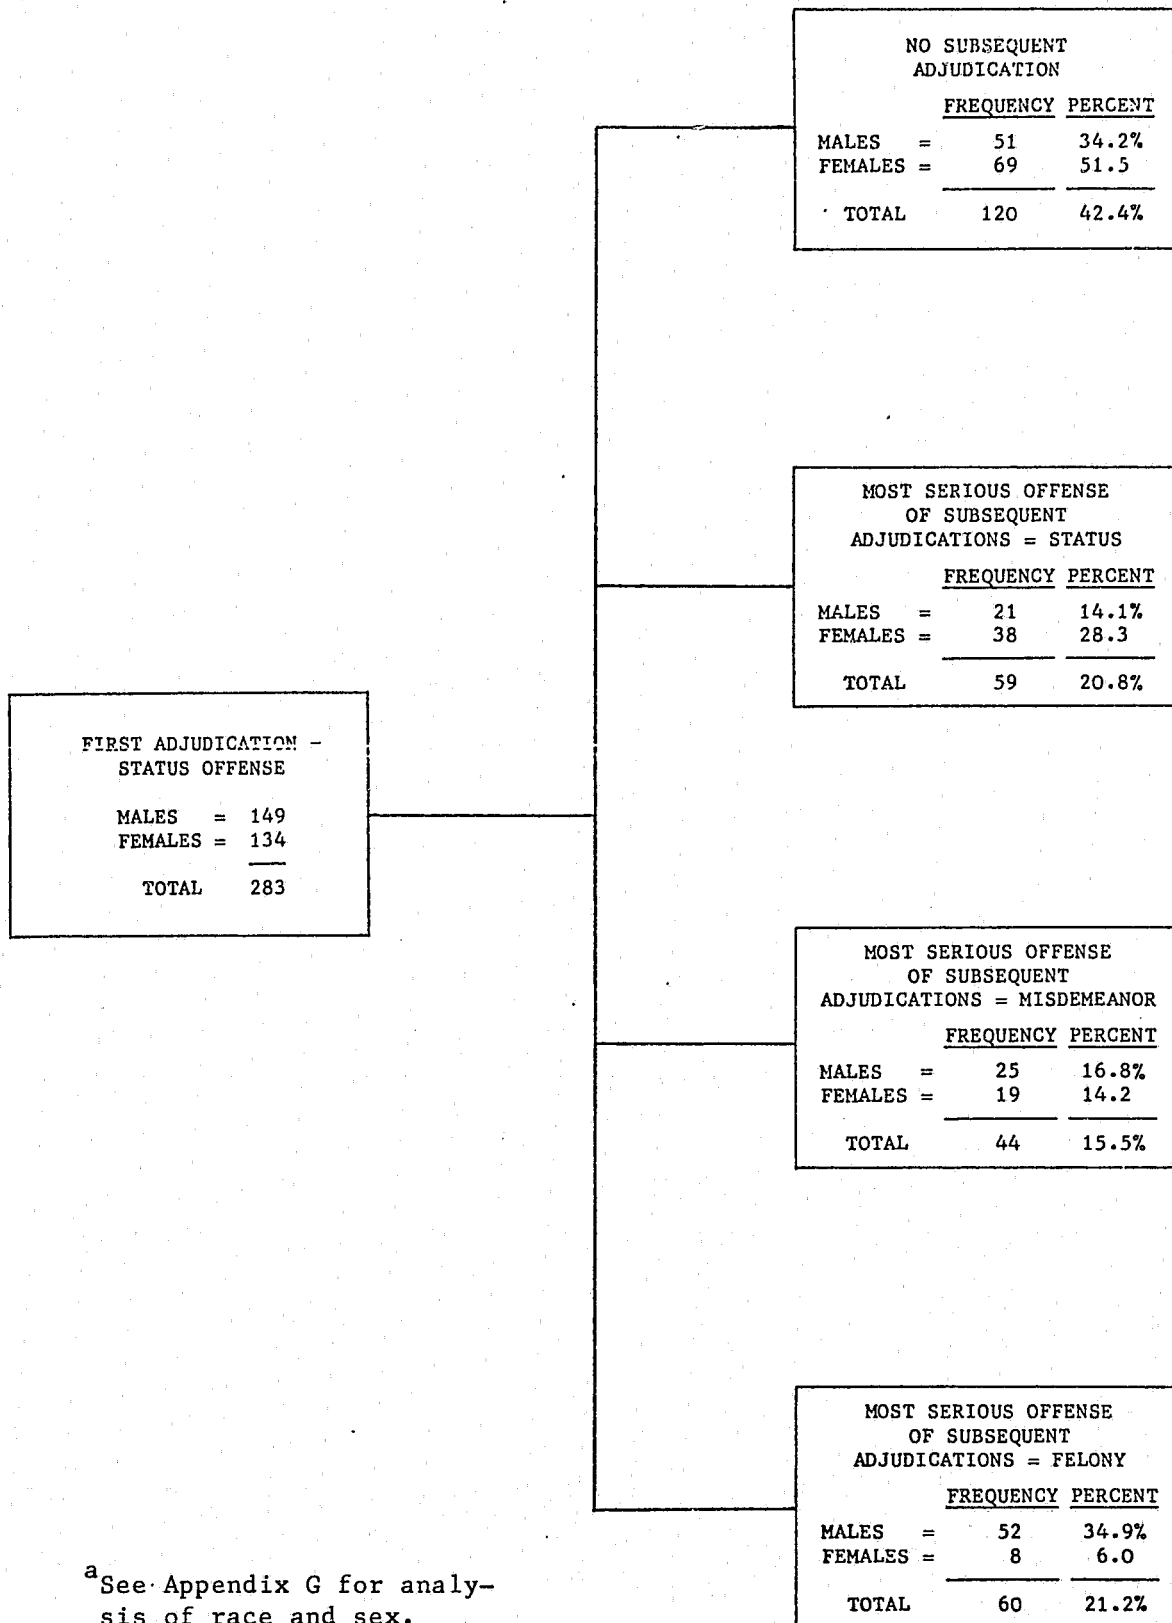 NO SUBSEQUENT
ADJUDICATION
FREQUENCY PERCENT
MALES = 51 34.2%
FEMALES = 69 51.5
TOTAL 120 42.4%
MOST SERIOUS OFFENSE
OF SUBSEQUENT
ADJUDICATIONS = STATUS
FREQUENCY PERCENT
MALES = 21 14.1%
FEMALES = 38 28.3
TOTAL 59 20.8%
FIRST ADJUDICATION -
STATUS OFFENSE
MALES = 149
FEMALES = 134
TOTAL 283
MOST SERIOUS OFFENSE
OF SUBSEQUENT
ADJUDICATIONS = MISDEMEANOR
FREQUENCY PERCENT
MALES = 25 16.8%
FEMALES = 19 14.2
TOTAL 44 15.5%
MOST SERIOUS OFFENSE
OF SUBSEQUENT
ADJUDICATIONS = FELONY
FREQUENCY PERCENT
MALES = 52 34.9%
FEMALES = 8 6.0
TOTAL 60 21.2%
a See Appendix G for analy-
sis of race and sex.